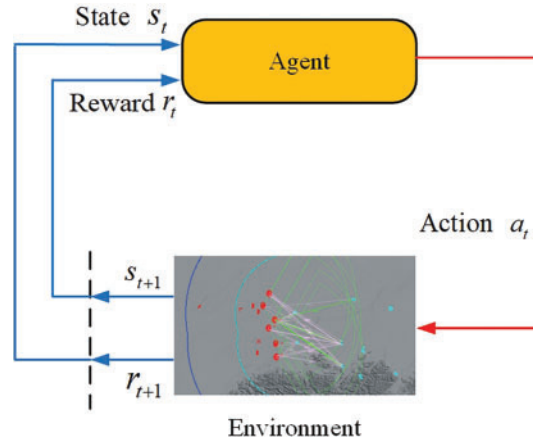 State s_t
Agent
Reward r_t
Action a_t
s_{t+1}
r_{t+1}
Environment